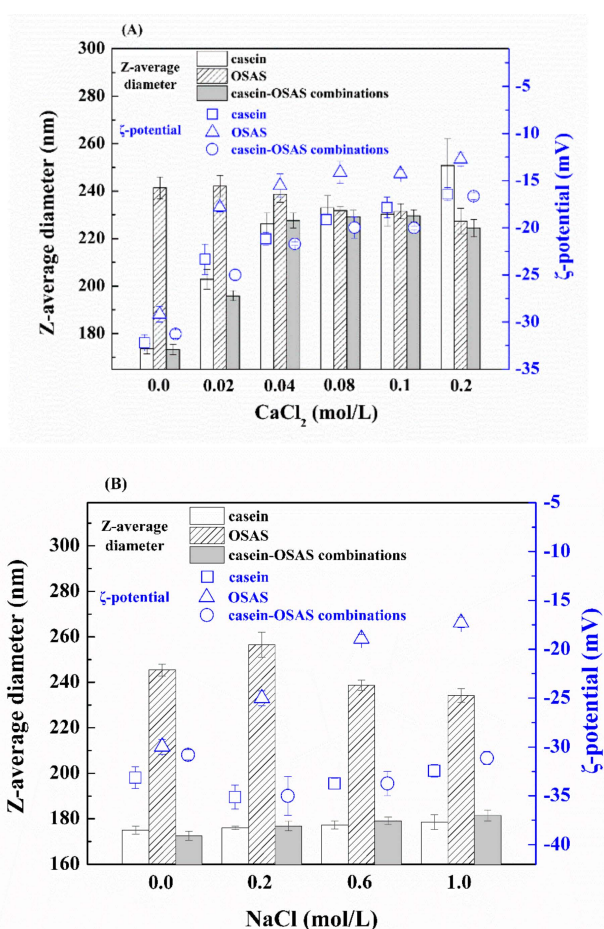 (A)
Z-average diameter (nm)
300
280
260
240
220
200
180
Z-average
diameter
casein
OSAS
casein-OSAS combinations
ζ-potential
casein
OSAS
casein-OSAS combinations
-5
-10
-15
-20
-25
-30
-35
ζ-potential (mV)
0.0 0.02 0.04 0.08 0.1 0.2
CaCl2 (mol/L)
(B)
Z-average diameter (nm)
300
280
260
240
220
200
180
160
Z-average
diameter
casein
OSAS
casein-OSAS combinations
ζ-potential
casein
OSAS
casein-OSAS combinations
-5
-10
-15
-20
-25
-30
-35
-40
ζ-potential (mV)
0.0 0.2 0.6 1.0
NaCl (mol/L)